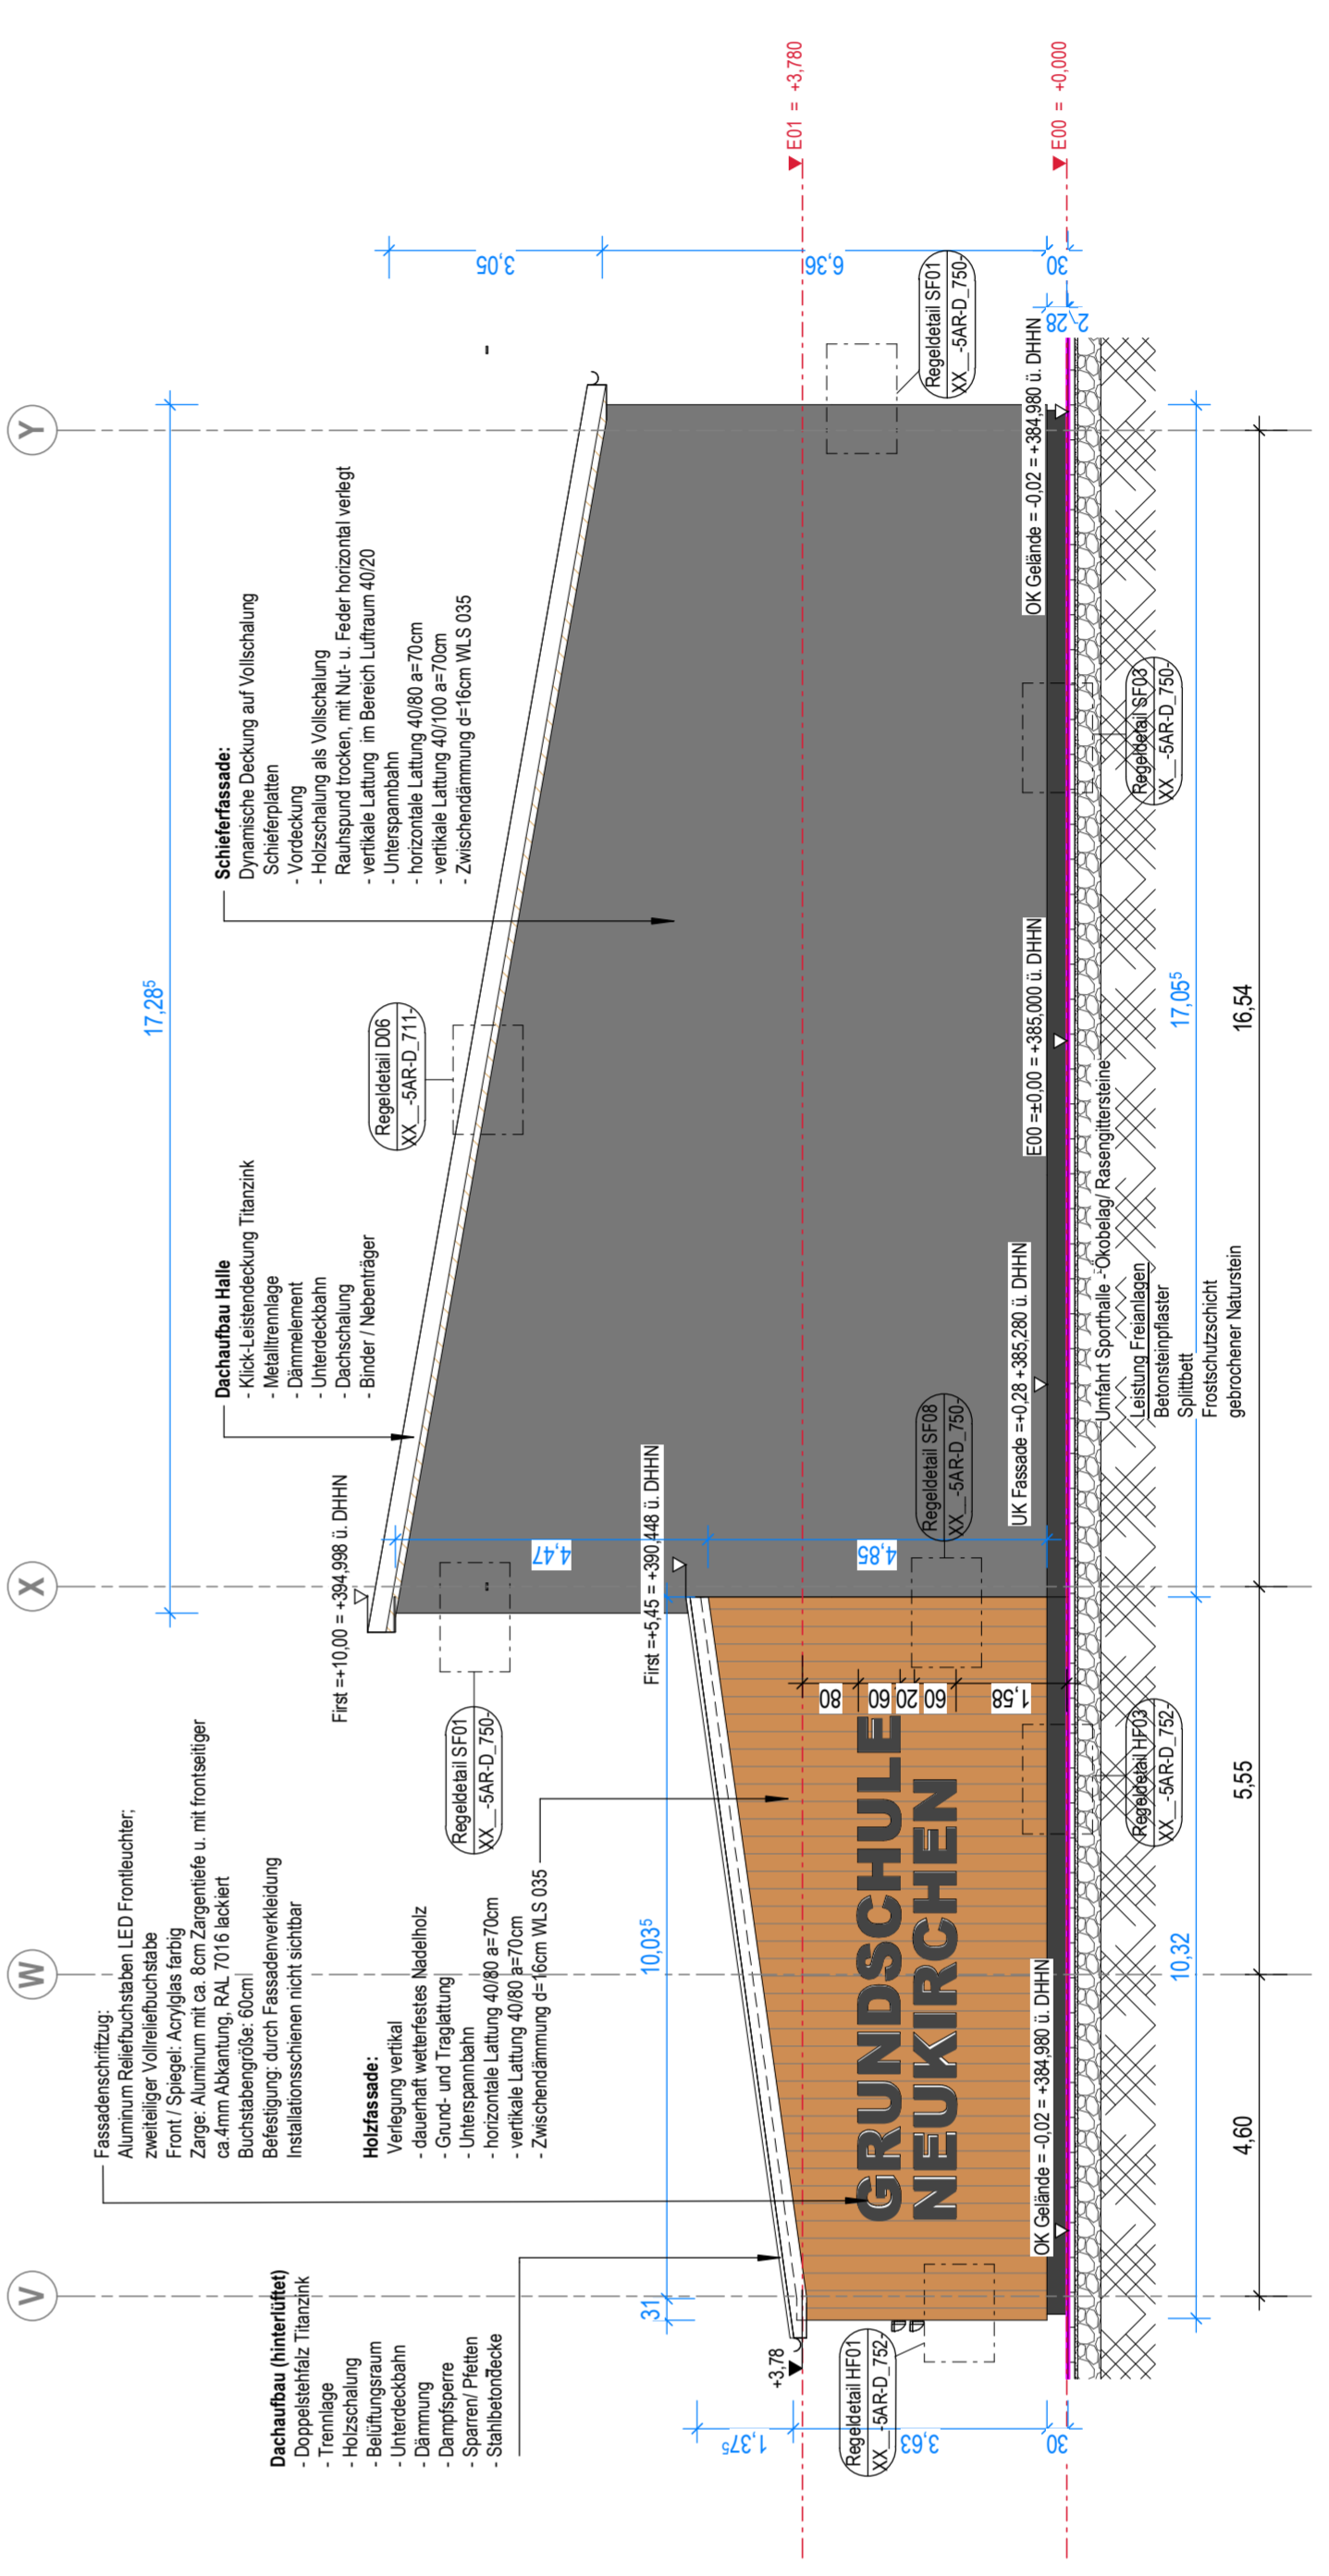 V
W
X
Y
Fassadenschriftzug:
Aluminum Reliefbuchstaben LED Frontleuchter;
zweiteiliger Vollreliefbuchstabe
Front / Spiegel: Acrylglas farbig
Zarge: Aluminum mit ca. 8cm Zargentiefe u. mit frontseitiger
ca.4mm Abkantung, RAL 7016 lackiert
Buchstabengröße: 60cm
Befestigung: durch Fassadenverkleidung
Installationsschienen nicht sichtbar
17,28⁵
Dachaufbau (hinterlüftet)
- Doppelstehfalz Titanzink
- Trennlage
- Holzschalung
- Belüftungsraum
- Unterdeckbahn
- Dämmung
- Dampfsperre
- Sparren/ Pfetten
- Stahlbetondecke
Holzfassade:
Verlegung vertikal
- dauerhaft wetterfestes Nadelholz
- Grund- und Traglattung
- Unterspannbahn
- horizontale Lattung 40/80 a=70cm
- vertikale Lattung 40/80 a=70cm
- Zwischendämmung d=16cm WLS 035
Dachaufbau Halle
- Klick-Leistendeckung Titanzink
- Metalltrennlage
- Dämmelement
- Unterdeckbahn
- Dachschalung
- Binder / Nebenträger
Schieferfassade:
Dynamische Deckung auf Vollschalung
Schieferplatten
- Vordeckung
- Holzschalung als Vollschalung
Rauhspund trocken, mit Nut- u. Feder horizontal verlegt
- vertikale Lattung im Bereich Luftraum 40/20
- Unterspannbahn
- horizontale Lattung 40/80 a=70cm
- vertikale Lattung 40/100 a=70cm
- Zwischendämmung d=16cm WLS 035
First =+10,00 = +394,998 ü. DHHN
Regeldetail D06
XX__-5AR-D_711-
Regeldetail SF01
XX__-5AR-D_750-
3,05
4,47
First =+5,45 = +390,448 ü. DHHN
10,03⁵
31
1,37⁵
+3,78
E01 = +3,780
6,36
4,85
80
60
20
60
1,58
GRUNDSCHULE
NEUKIRCHEN
Regeldetail HF01
XX__-5AR-D_752-
3,63
Regeldetail SF08
XX__-5AR-D_750-
Regeldetail SF01
XX__-5AR-D_750-
UK Fassade =+0,28 +385,280 ü. DHHN
OK Gelände = -0,02 = +384,980 ü. DHHN
E00 =±0,00 = +385,000 ü. DHHN
OK Gelände = -0,02 = +384,980 ü. DHHN
30
30
2
28
E00 = +0,000
Umfahrt Sporthalle - Ökobelag/ Rasengittersteine
Leistung Freianlagen
Betonsteinpflaster
Splittbett
Frostschutzschicht
gebrochener Naturstein
Regeldetail HF03
XX__-5AR-D_752-
Regeldetail SF03
XX__-5AR-D_750-
10,32
17,05⁵
4,60
5,55
16,54